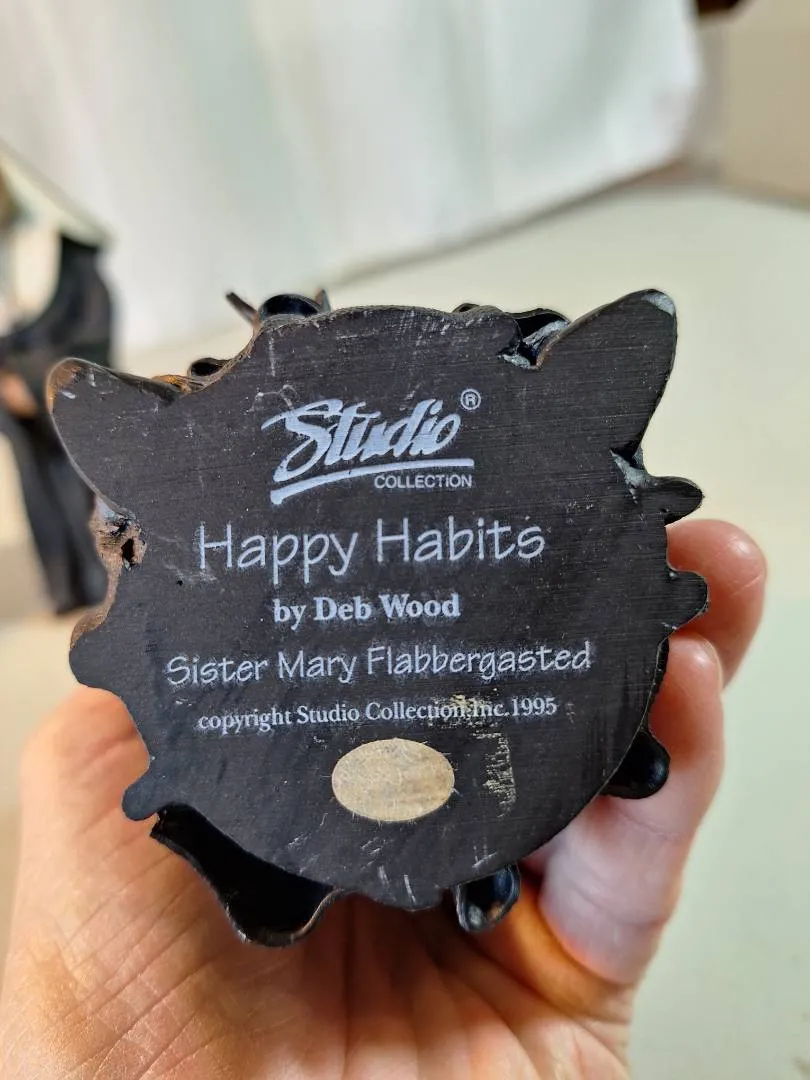 Studio ®
COLLECTION
Happy Habits
by Deb Wood
Sister Mary Flabbergasted
copyright Studio Collection,Inc.1995